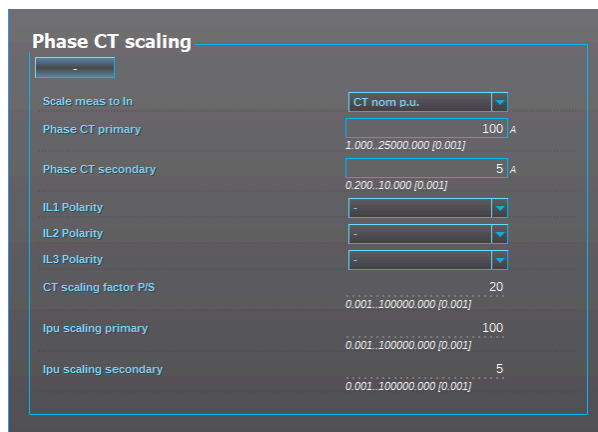 Phase CT scaling
-
Scale meas to In CT nom p.u.
Phase CT primary 100 A
1.000..25000.000 [0.001]
Phase CT secondary 5 A
0.200..10.000 [0.001]
IL1 Polarity -
IL2 Polarity -
IL3 Polarity -
CT scaling factor P/S 20
0.001..100000.000 [0.001]
Ipu scaling primary 100
0.001..100000.000 [0.001]
Ipu scaling secondary 5
0.001..100000.000 [0.001]